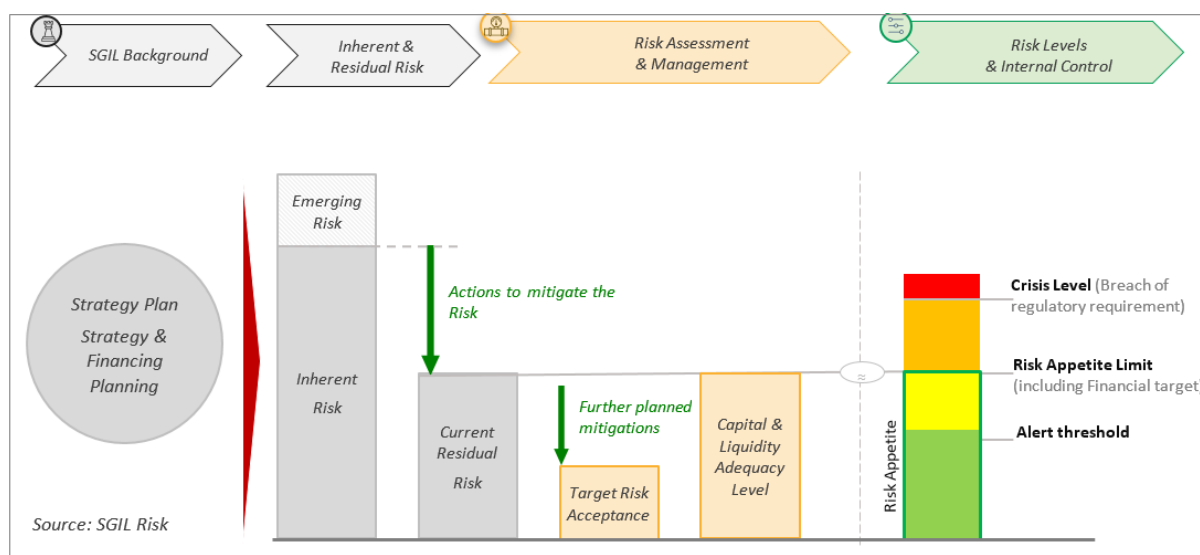 SGIL Background
Inherent &
Residual Risk
Risk Assessment
& Management
Risk Levels
& Internal Control
Emerging
Risk
Strategy Plan
Strategy &
Financing
Planning
Inherent
Risk
Actions to mitigate the
Risk
Current
Residual
Risk
Further planned
mitigations
Target Risk
Acceptance
Capital &
Liquidity
Adequacy
Level
≈
Risk Appetite
Crisis Level (Breach of
regulatory requirement)
Risk Appetite Limit
(including Financial target)
Alert threshold
Source: SGIL Risk